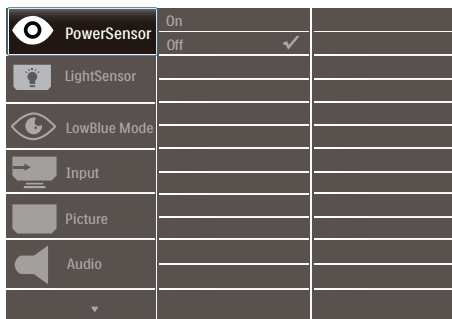 PowerSensor
On
Off
LightSensor
LowBlue Mode
Input
Picture
Audio